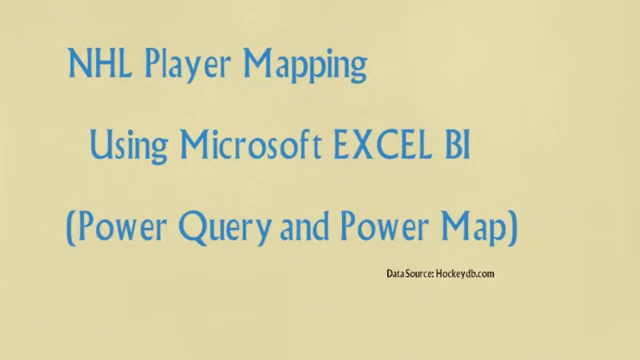 NHL Player Mapping
Using Microsoft EXCEL BI
(Power Query and Power Map)
Data Source: Hockeydb.com